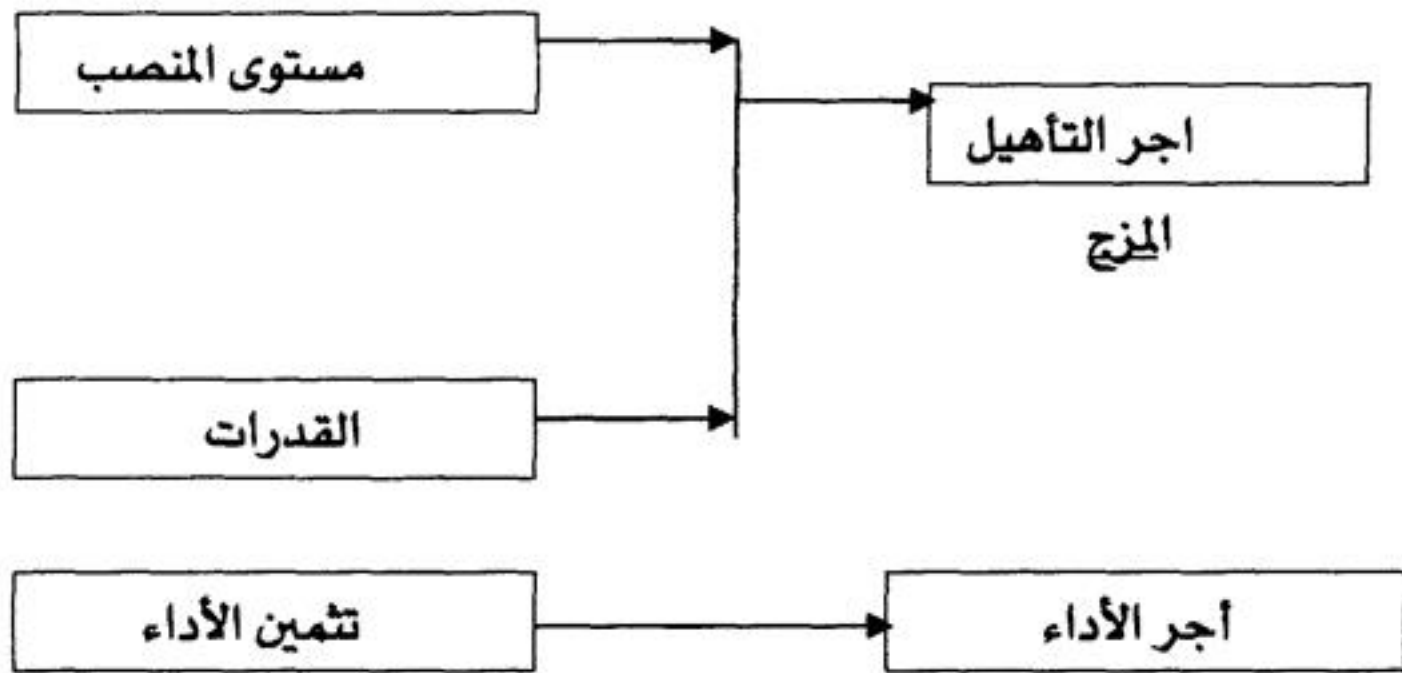 مستوى المنصب
اجر التأهيل
المزج
القدرات
تثمين الأداء
أجر الأداء